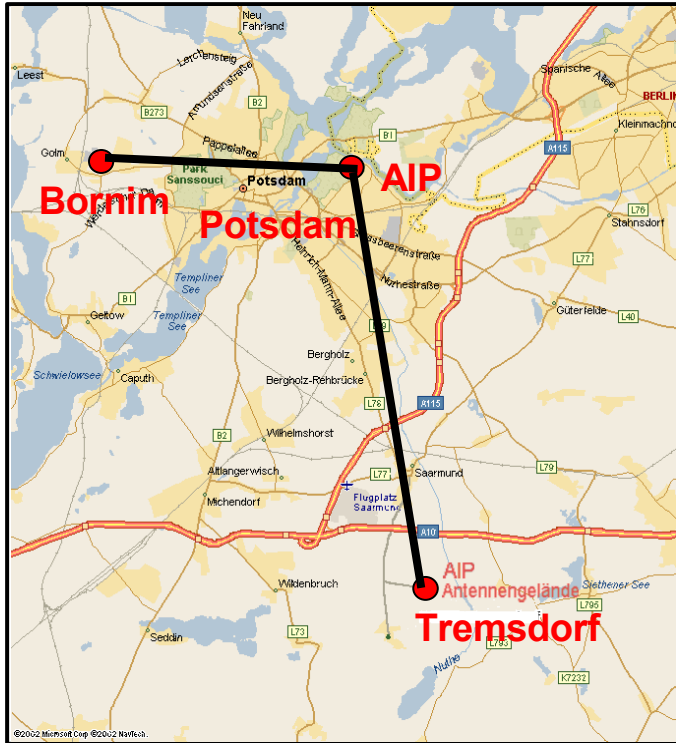 Neu
Fahrland
Leest
Lerchensteig
Amundsenstraße
B2
B273
Spanische Allee
BERLIN
B1
Kleinmachnow
A115
Pappelallee
Golm
Park
Sanssouci
Potsdam
AIP
Bornim
Potsdam
L76
Stahnsdorf
Heinrich-Mann-Allee
Nuthestraße
L77
Templiner
See
B1
Geltow
Templiner
See
Güterfelde
L40
Bergholz
Schwielowsee
Caputh
Bergholz-Rehbrücke
L78
A115
B2
Wilhelmshorst
Saarmund
L79
Altlangerwisch
L77
Michendorf
Flugplatz
Saarmund
A10
AIP
Antennengelände
Siethener See
Wildenbruch
L795
Tremsdorf
Seddin
L73
L793
Nuthe
K7232
©2002 Microsoft Corp ©2002 NavTech.